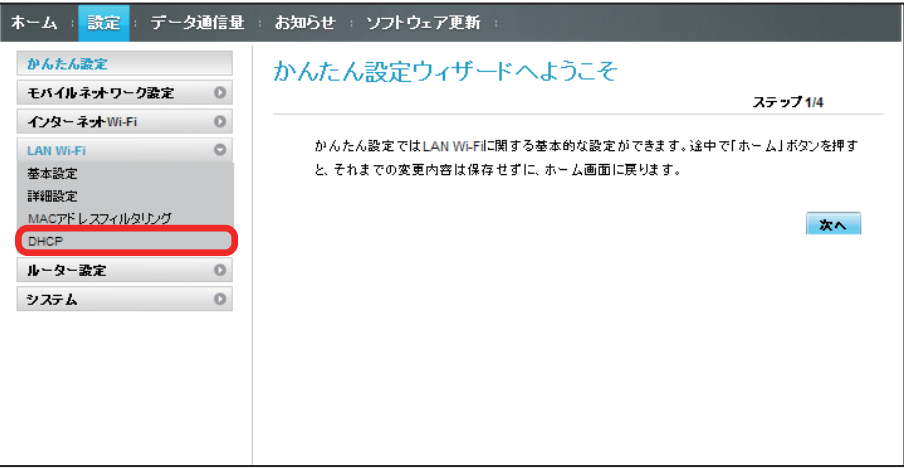 ホーム : 設定 : データ通信量 : お知らせ : ソフトウェア更新 :
かんたん設定
モバイルネットワーク設定
インターネットWi-Fi
LAN Wi-Fi
基本設定
詳細設定
MACアドレスフィルタリング
DHCP
ルーター設定
システム
かんたん設定ウィザードへようこそ
ステップ1/4
かんたん設定ではLAN Wi-Fiに関する基本的な設定ができます。途中で「ホーム」ボタンを押す
と、それまでの変更内容は保存せずに、ホーム画面に戻ります。
次へ